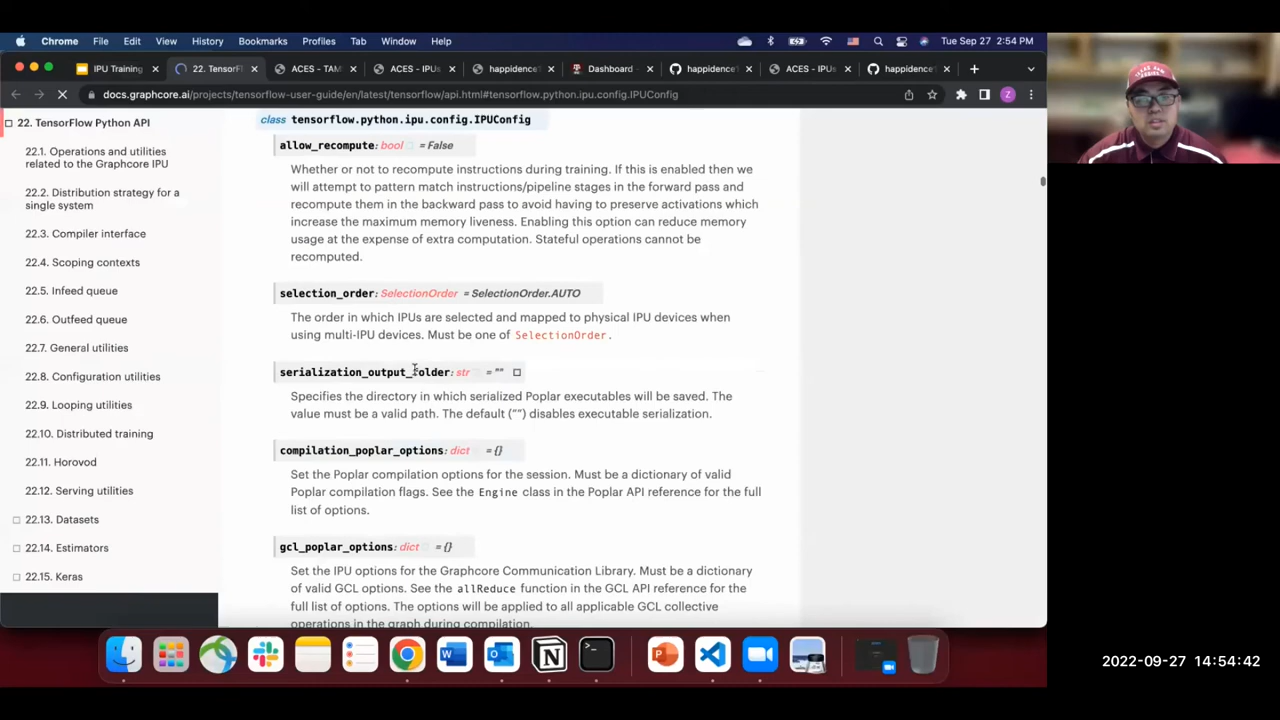 Chrome File Edit View History Bookmarks Profiles Tab Window Help Tue Sep 27 2:54 PM
IPU Training 22. TensorFl ACES - TAM ACES - IPUs happidence1 Dashboard happidence1 ACES - IPUs happidence1
docs.graphcore.ai/projects/tensorflow-user-guide/en/latest/tensorflow/api.html#tensorflow.python.ipu.config.IPUConfig
22. TensorFlow Python API
22.1. Operations and utilities
related to the Graphcore IPU
22.2. Distribution strategy for a
single system
22.3. Compiler interface
22.4. Scoping contexts
22.5. Infeed queue
22.6. Outfeed queue
22.7. General utilities
22.8. Configuration utilities
22.9. Looping utilities
22.10. Distributed training
22.11. Horovod
22.12. Serving utilities
22.13. Datasets
22.14. Estimators
22.15. Keras
class tensorflow.python.ipu.config.IPUConfig
allow_recompute: bool = False
Whether or not to recompute instructions during training. If this is enabled then we
will attempt to pattern match instructions/pipeline stages in the forward pass and
recompute them in the backward pass to avoid having to preserve activations which
increase the maximum memory liveness. Enabling this option can reduce memory
usage at the expense of extra computation. Stateful operations cannot be
recomputed.
selection_order: SelectionOrder = SelectionOrder.AUTO
The order in which IPUs are selected and mapped to physical IPU devices when
using multi-IPU devices. Must be one of SelectionOrder.
serialization_output_folder: str = ""
Specifies the directory in which serialized Poplar executables will be saved. The
value must be a valid path. The default ("") disables executable serialization.
compilation_poplar_options: dict = {}
Set the Poplar compilation options for the session. Must be a dictionary of valid
Poplar compilation flags. See the Engine class in the Poplar API reference for the full
list of options.
gcl_poplar_options: dict = {}
Set the IPU options for the Graphcore Communication Library. Must be a dictionary
of valid GCL options. See the allReduce function in the GCL API reference for the
full list of options. The options will be applied to all applicable GCL collective
operations in the graph during compilation.
2022-09-27 14:54:42